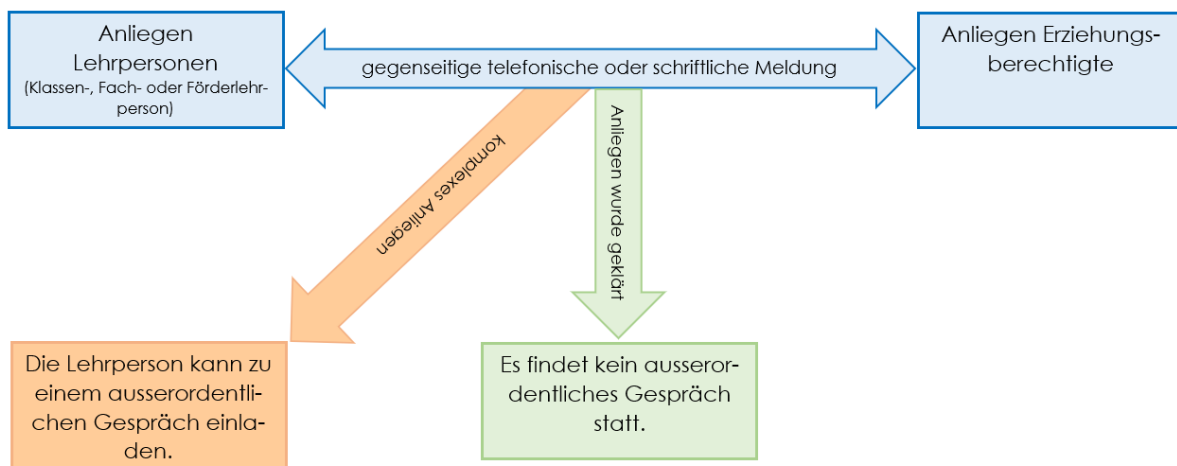 Anliegen
Lehrpersonen
(Klassen-, Fach- oder Förderlehr-
person)
gegenseitige telefonische oder schriftliche Meldung
Anliegen Erziehungs-
berechtigte
komplexes Anliegen
Anliegen wurde geklärt
Die Lehrperson kann zu
einem ausserordentli-
chen Gespräch einla-
den.
Es findet kein ausseror-
dentliches Gespräch
statt.